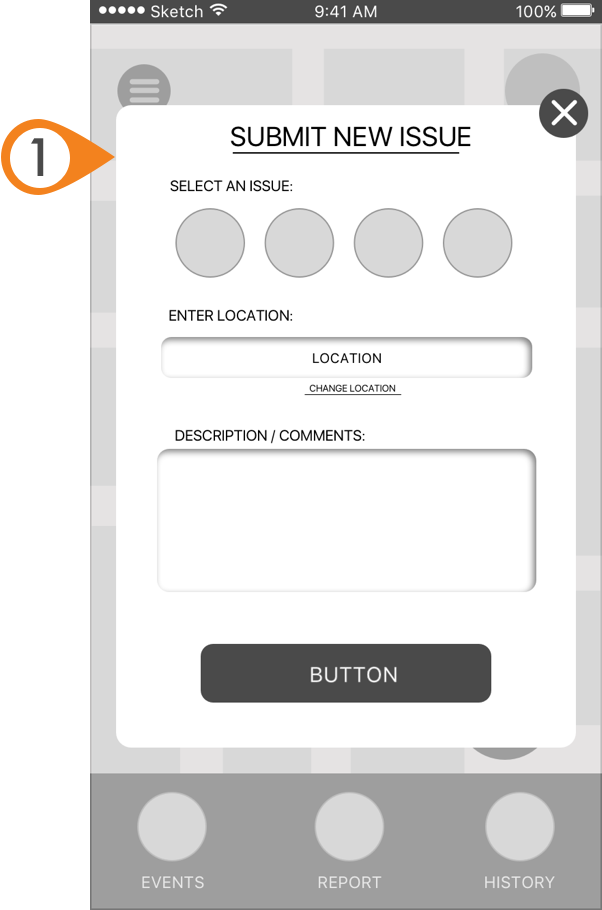 Sketch 9:41 AM 100%
1
SUBMIT NEW ISSUE
SELECT AN ISSUE:
ENTER LOCATION:
LOCATION
CHANGE LOCATION
DESCRIPTION / COMMENTS:
BUTTON
EVENTS REPORT HISTORY